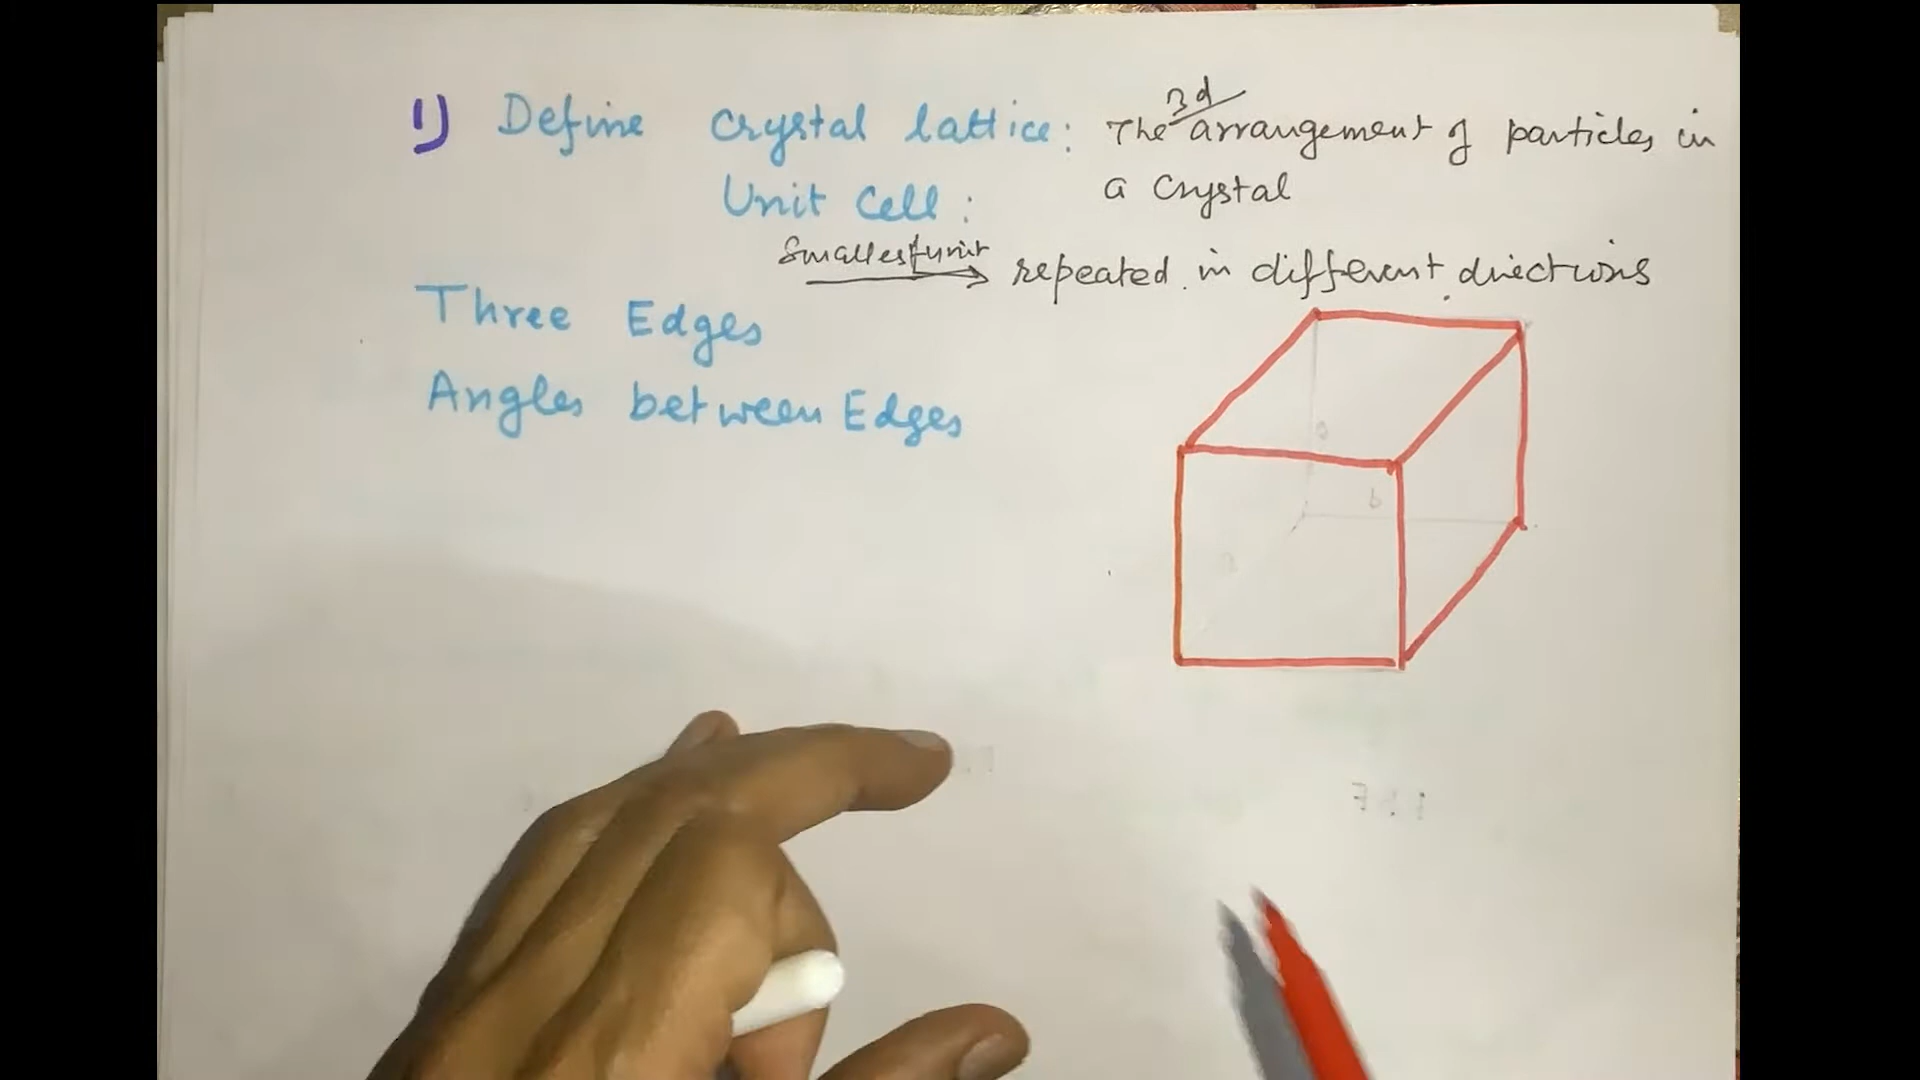 1) Define Crystal lattice: The 3d arrangement of particles in
a Crystal
Unit Cell:
Smallest unit → repeated in different directions
Three Edges
Angles between Edges